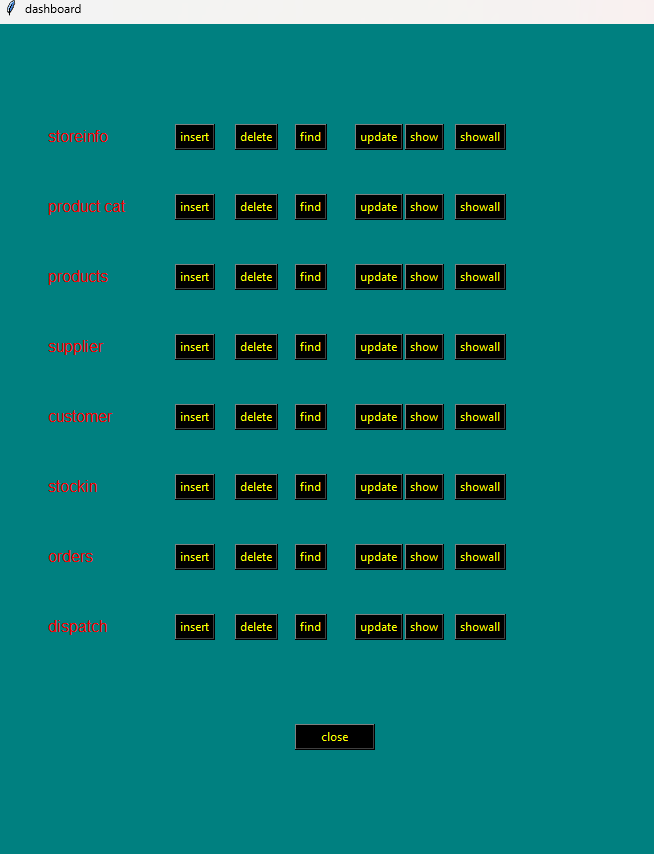 dashboard
storeinfo insert delete find update show showall
product cat insert delete find update show showall
products insert delete find update show showall
supplier insert delete find update show showall
customer insert delete find update show showall
stockin insert delete find update show showall
orders insert delete find update show showall
dispatch insert delete find update show showall
close